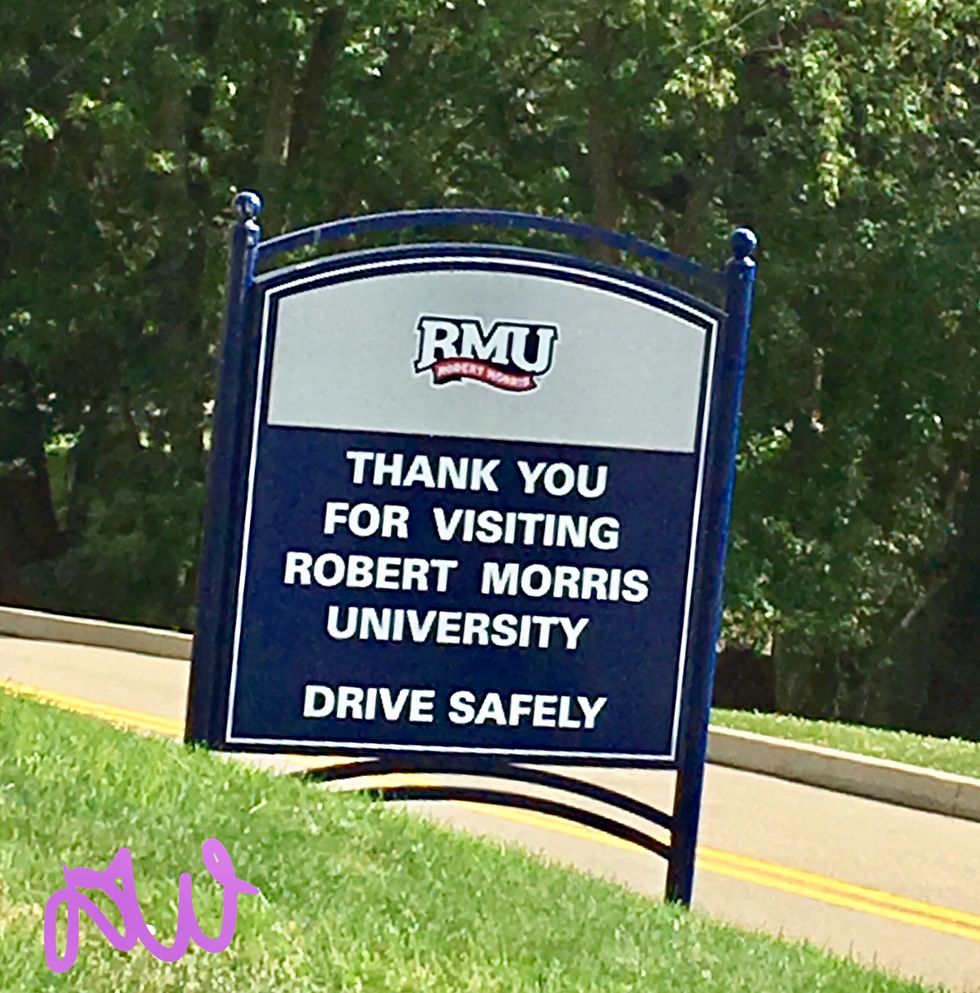 RMU
ROBERT MORRIS
THANK YOU
FOR VISITING
ROBERT MORRIS
UNIVERSITY
DRIVE SAFELY